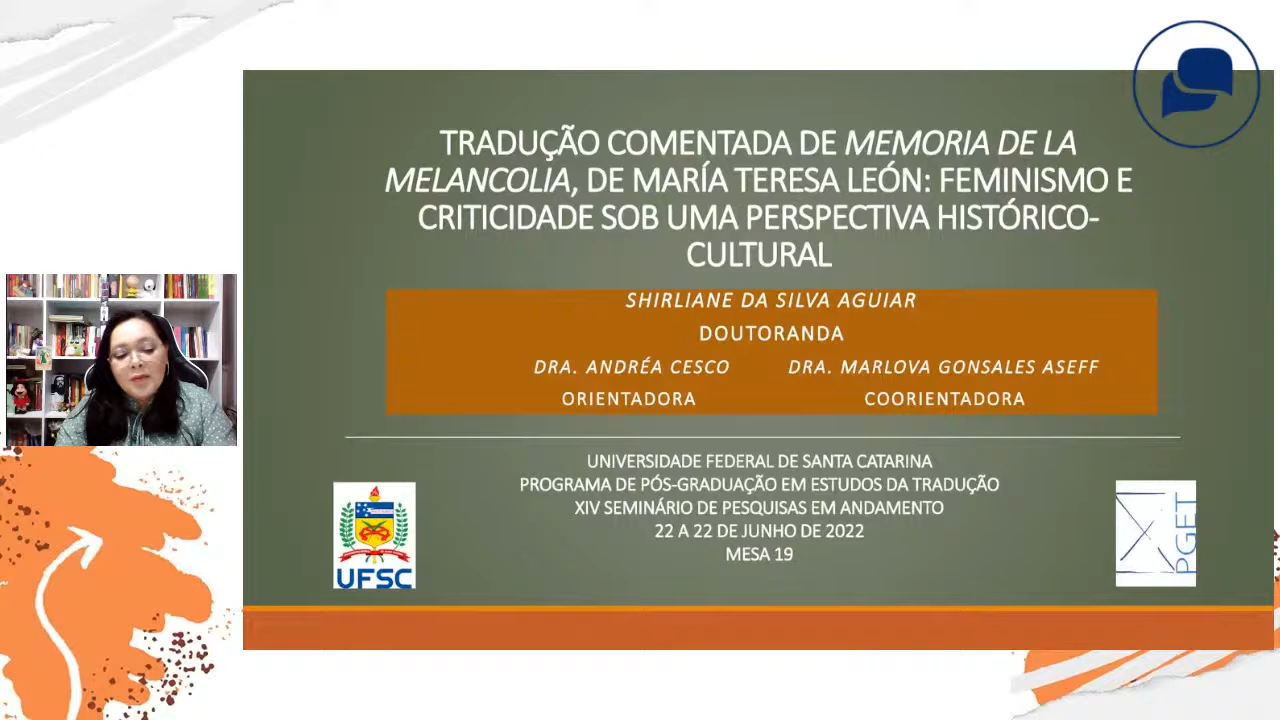 TRADUÇÃO COMENTADA DE MEMORIA DE LA
MELANCOLIA, DE MARÍA TERESA LEÓN: FEMINISMO E
CRITICIDADE SOB UMA PERSPECTIVA HISTÓRICO-
CULTURAL
SHIRLIANE DA SILVA AGUIAR
DOUTORANDA
DRA. ANDRÉA CESCO DRA. MARLOVA GONSALES ASEFF
ORIENTADORA COORIENTADORA
UNIVERSIDADE FEDERAL DE SANTA CATARINA
PROGRAMA DE PÓS-GRADUAÇÃO EM ESTUDOS DA TRADUÇÃO
XIV SEMINÁRIO DE PESQUISAS EM ANDAMENTO
22 A 22 DE JUNHO DE 2022
MESA 19
UFSC
PGET